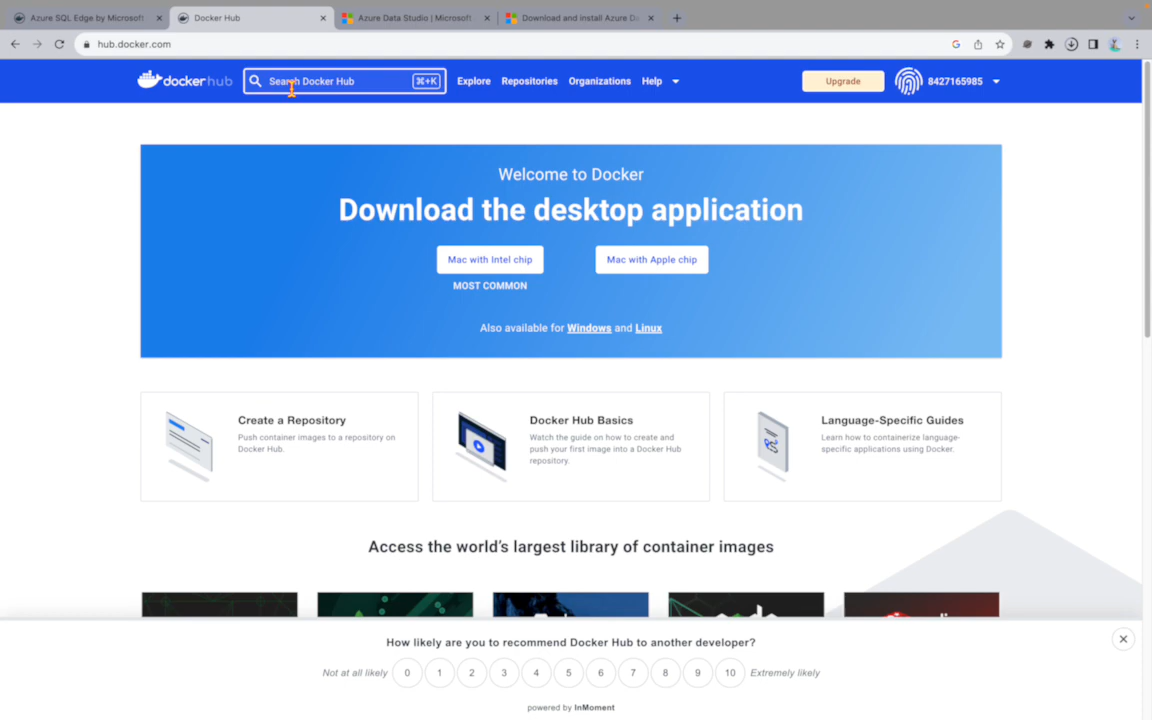 Azure SQL Edge by Microsoft
Docker Hub
Azure Data Studio | Microsoft
Download and install Azure Da
hub.docker.com
dockerhub
Search Docker Hub
⌘+K
Explore
Repositories
Organizations
Help
Upgrade
8427165985
Welcome to Docker
Download the desktop application
Mac with Intel chip
Mac with Apple chip
MOST COMMON
Also available for Windows and Linux
Create a Repository
Push container images to a repository on
Docker Hub.
Docker Hub Basics
Watch the guide on how to create and
push your first image into a Docker Hub
repository.
Language-Specific Guides
Learn how to containerize language-
specific applications using Docker.
Access the world's largest library of container images
How likely are you to recommend Docker Hub to another developer?
Not at all likely 0 1 2 3 4 5 6 7 8 9 10 Extremely likely
powered by InMoment